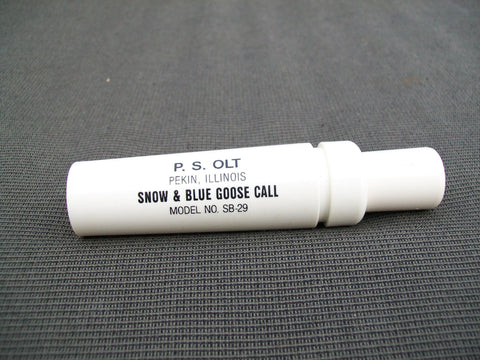 P. S. OLT
PEKIN, ILLINOIS
SNOW & BLUE GOOSE CALL
MODEL NO. SB-29